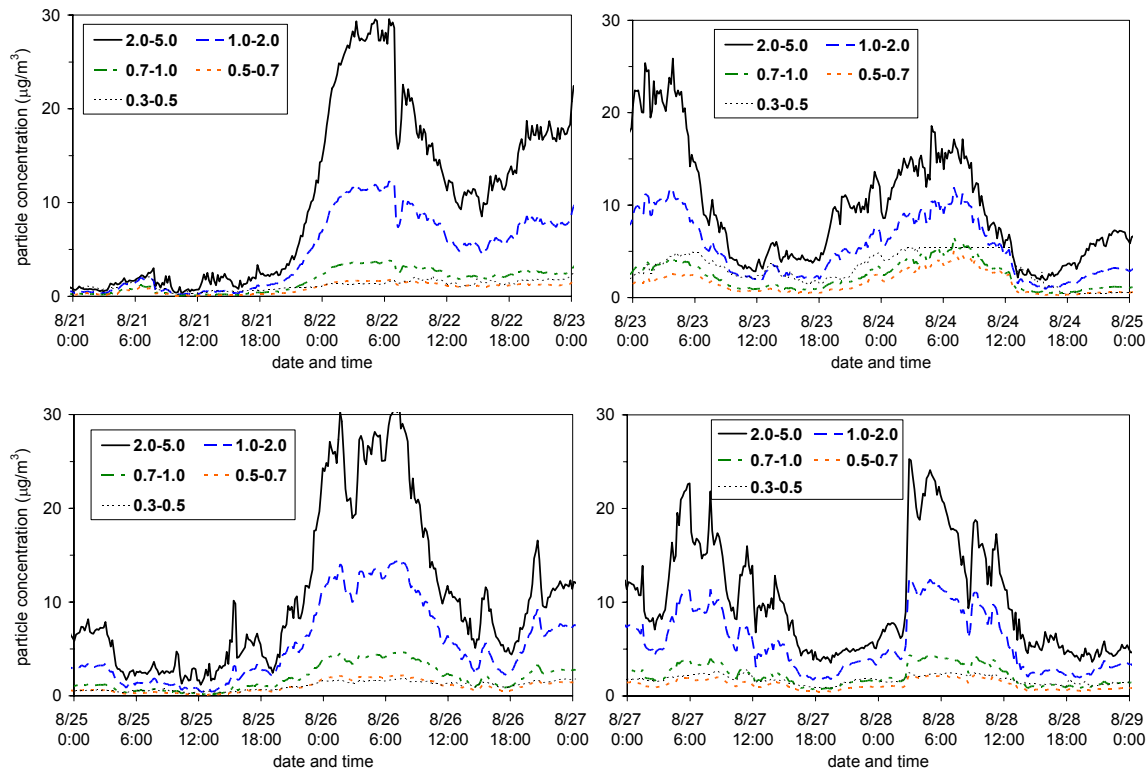 30
20
10
0
particle concentration (µg/m³)
2.0-5.0 1.0-2.0
0.7-1.0 0.5-0.7
0.3-0.5
8/21 8/21 8/21 8/21 8/22 8/22 8/22 8/22 8/23
0:00 6:00 12:00 18:00 0:00 6:00 12:00 18:00 0:00
date and time
30
20
10
0
2.0-5.0 1.0-2.0
0.7-1.0 0.5-0.7
0.3-0.5
8/23 8/23 8/23 8/23 8/24 8/24 8/24 8/24 8/25
0:00 6:00 12:00 18:00 0:00 6:00 12:00 18:00 0:00
date and time
30
20
10
0
particle concentration (µg/m³)
2.0-5.0 1.0-2.0
0.7-1.0 0.5-0.7
0.3-0.5
8/25 8/25 8/25 8/25 8/26 8/26 8/26 8/26 8/27
0:00 6:00 12:00 18:00 0:00 6:00 12:00 18:00 0:00
date and time
30
20
10
0
2.0-5.0 1.0-2.0
0.7-1.0 0.5-0.7
0.3-0.5
8/27 8/27 8/27 8/27 8/28 8/28 8/28 8/28 8/29
0:00 6:00 12:00 18:00 0:00 6:00 12:00 18:00 0:00
date and time